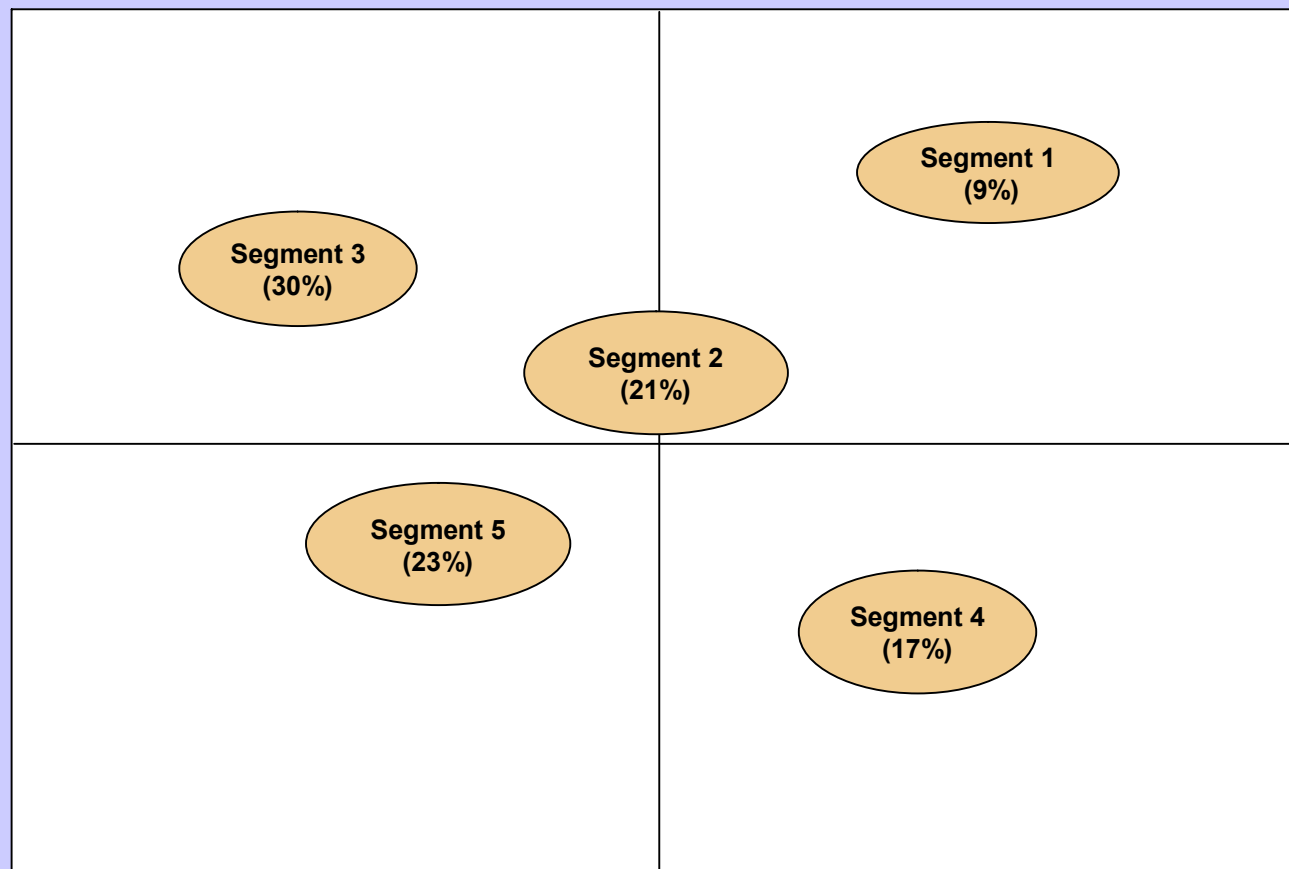 Segment 1
(9%)
Segment 3
(30%)
Segment 2
(21%)
Segment 5
(23%)
Segment 4
(17%)